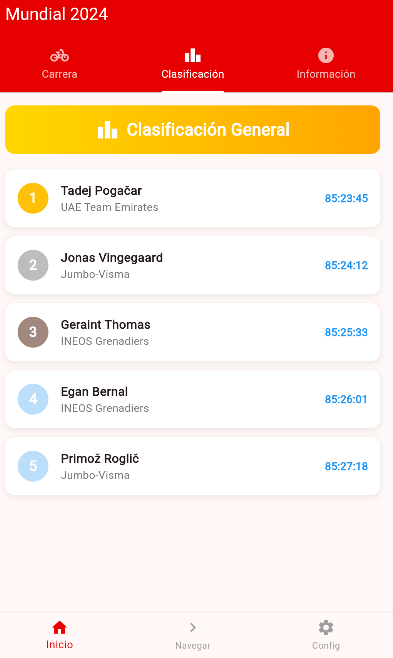 Mundial 2024
Carrera
Clasificación
Información
Clasificación General
1
Tadej Pogačar
UAE Team Emirates
85:23:45
2
Jonas Vingegaard
Jumbo-Visma
85:24:12
3
Geraint Thomas
INEOS Grenadiers
85:25:33
4
Egan Bernal
INEOS Grenadiers
85:26:01
5
Primož Roglič
Jumbo-Visma
85:27:18
Inicio
Navegar
Config